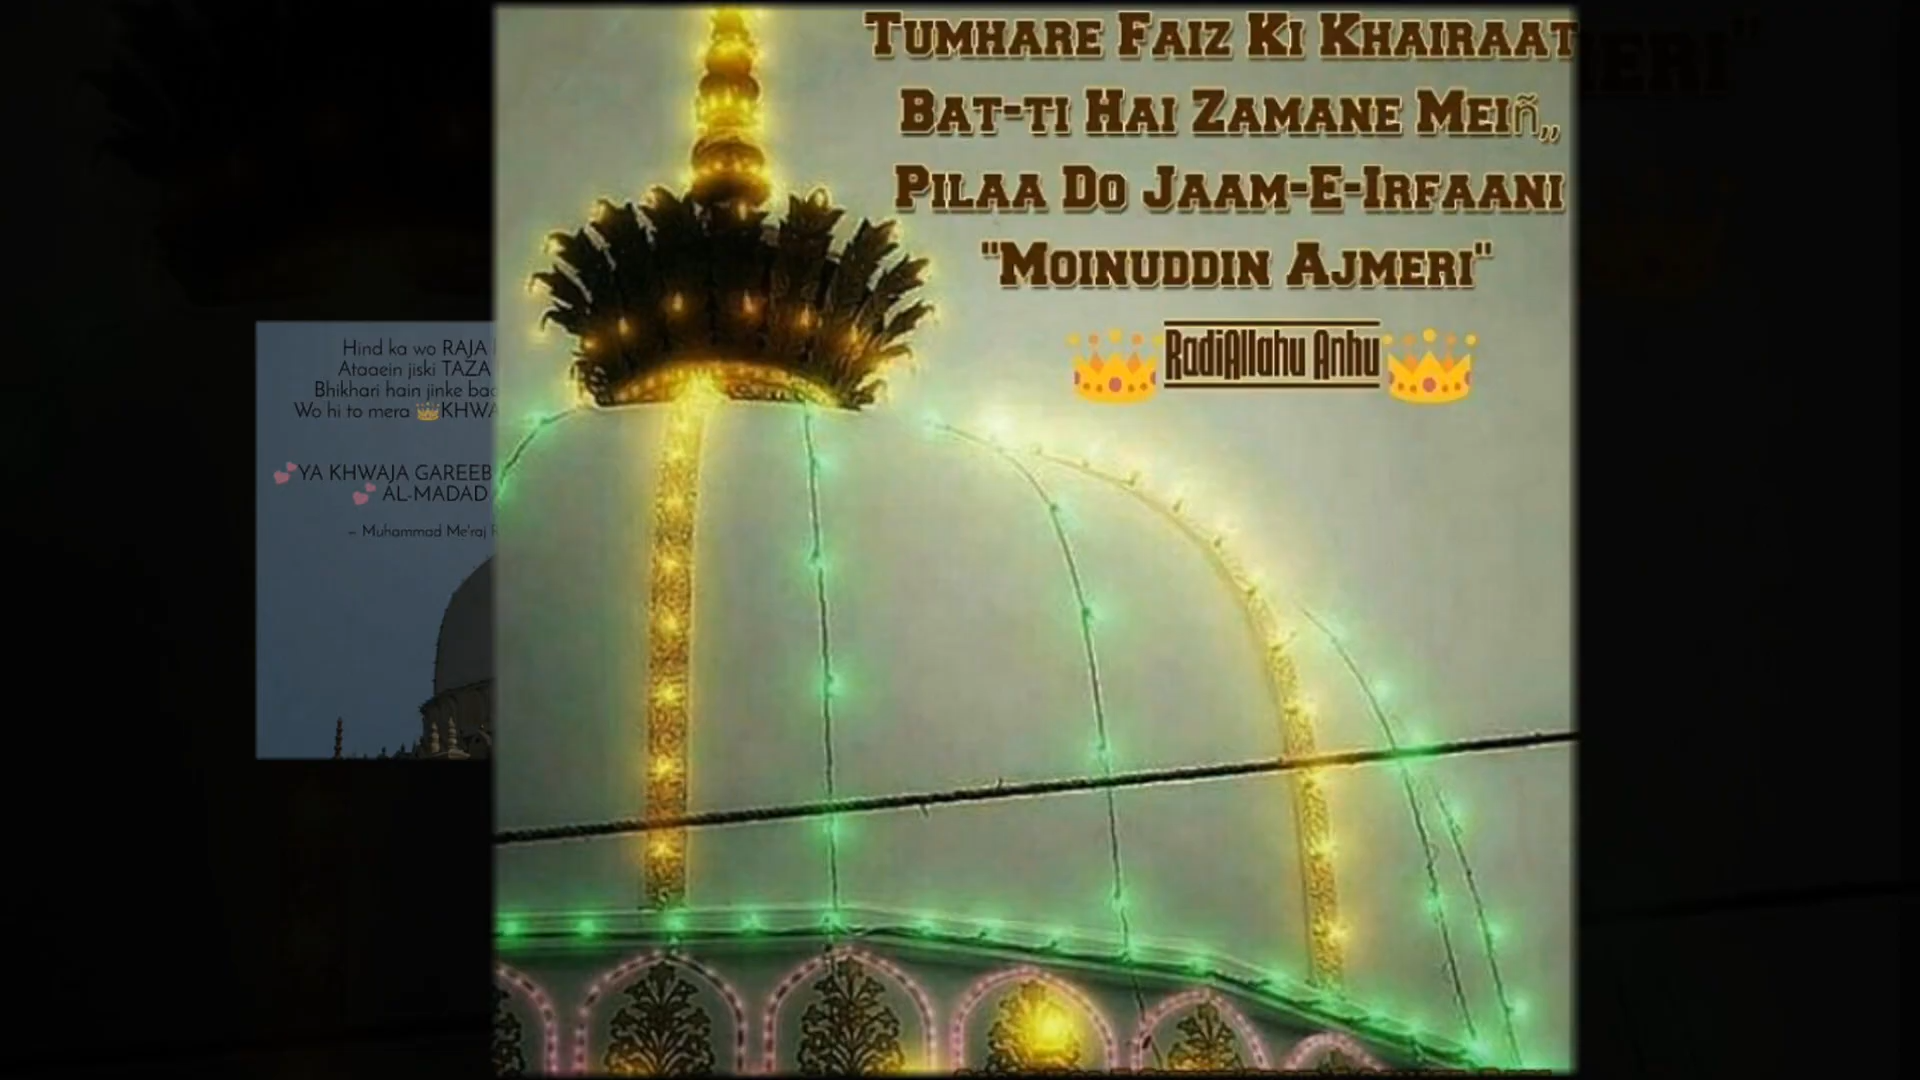 Tumhare Faiz Ki Khairaat
Bat-ti Hai Zamane Meiñ,,
Pilaa Do Jaam-E-Irfaani
"Moinuddin Ajmeri"
RadiAllahu Anhu
Hind ka wo RAJA
Ataaein jiski TAZA
Bhikhari hain jinke
Wo hi to mera 👑KHWA
💕YA KHWAJA GAREEB
💕 AL-MADAD
– Muhammad Me'raj